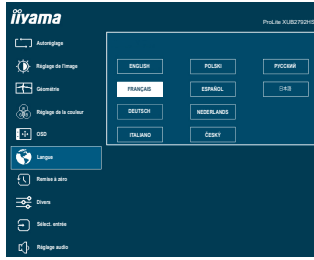 iiyama
ProLite XUB2792HS
Autoréglage
Réglage de l'image
Géométrie
Réglage de la couleur
OSD
Langue
Remise à zéro
Divers
Sélect. entrée
Réglage audio
ENGLISH
POLSKI
РУССКИЙ
FRANÇAIS
ESPAÑOL
日本語
DEUTSCH
NEDERLANDS
ITALIANO
ČESKÝ